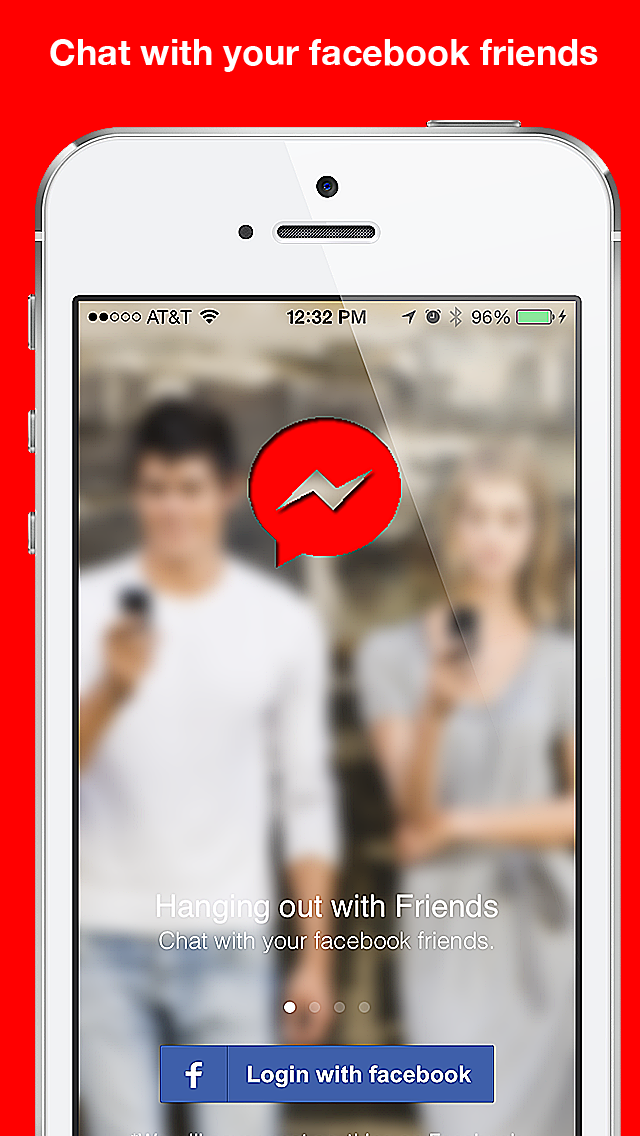 Chat with your facebook friends
AT&T 12:32 PM 96%
Hanging out with Friends
Chat with your facebook friends.
f Login with facebook